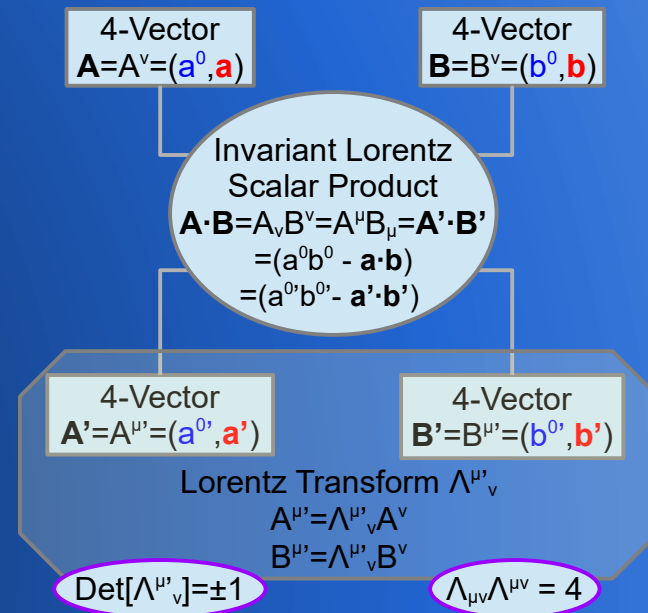 4-Vector
A=Aᵛ=(a⁰,a)
4-Vector
B=Bᵛ=(b⁰,b)
Invariant Lorentz
Scalar Product
A·B=AᵥBᵛ=AᵘBᵤ=A'·B'
=(a⁰b⁰ - a·b)
=(a⁰'b⁰'- a'·b')
4-Vector
A'=Aᵘ'=(a⁰',a')
4-Vector
B'=Bᵘ'=(b⁰',b')
Lorentz Transform Λᵘ'ᵥ
Aᵘ'=Λᵘ'ᵥAᵛ
Bᵘ'=Λᵘ'ᵥBᵛ
Det[Λᵘ'ᵥ]=±1
ΛᵤᵥΛᵘᵛ = 4